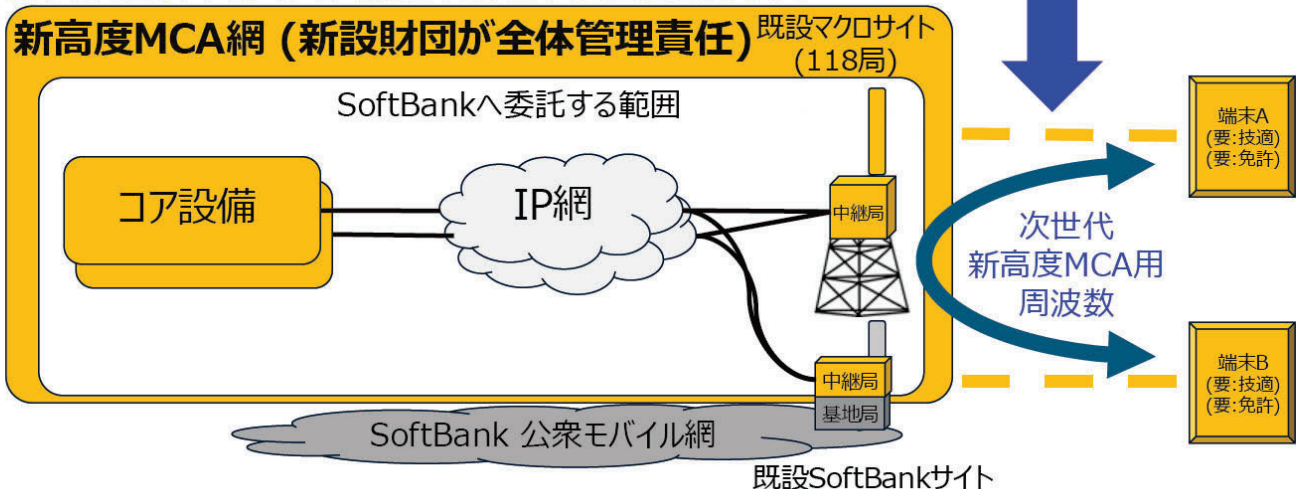 新高度MCA網 (新設財団が全体管理責任)
既設マクロサイト
(118局)
SoftBankへ委託する範囲
コア設備
IP網
中継局
中継局
基地局
SoftBank 公衆モバイル網
既設SoftBankサイト
次世代
新高度MCA用
周波数
端末A
(要:技適)
(要:免許)
端末B
(要:技適)
(要:免許)